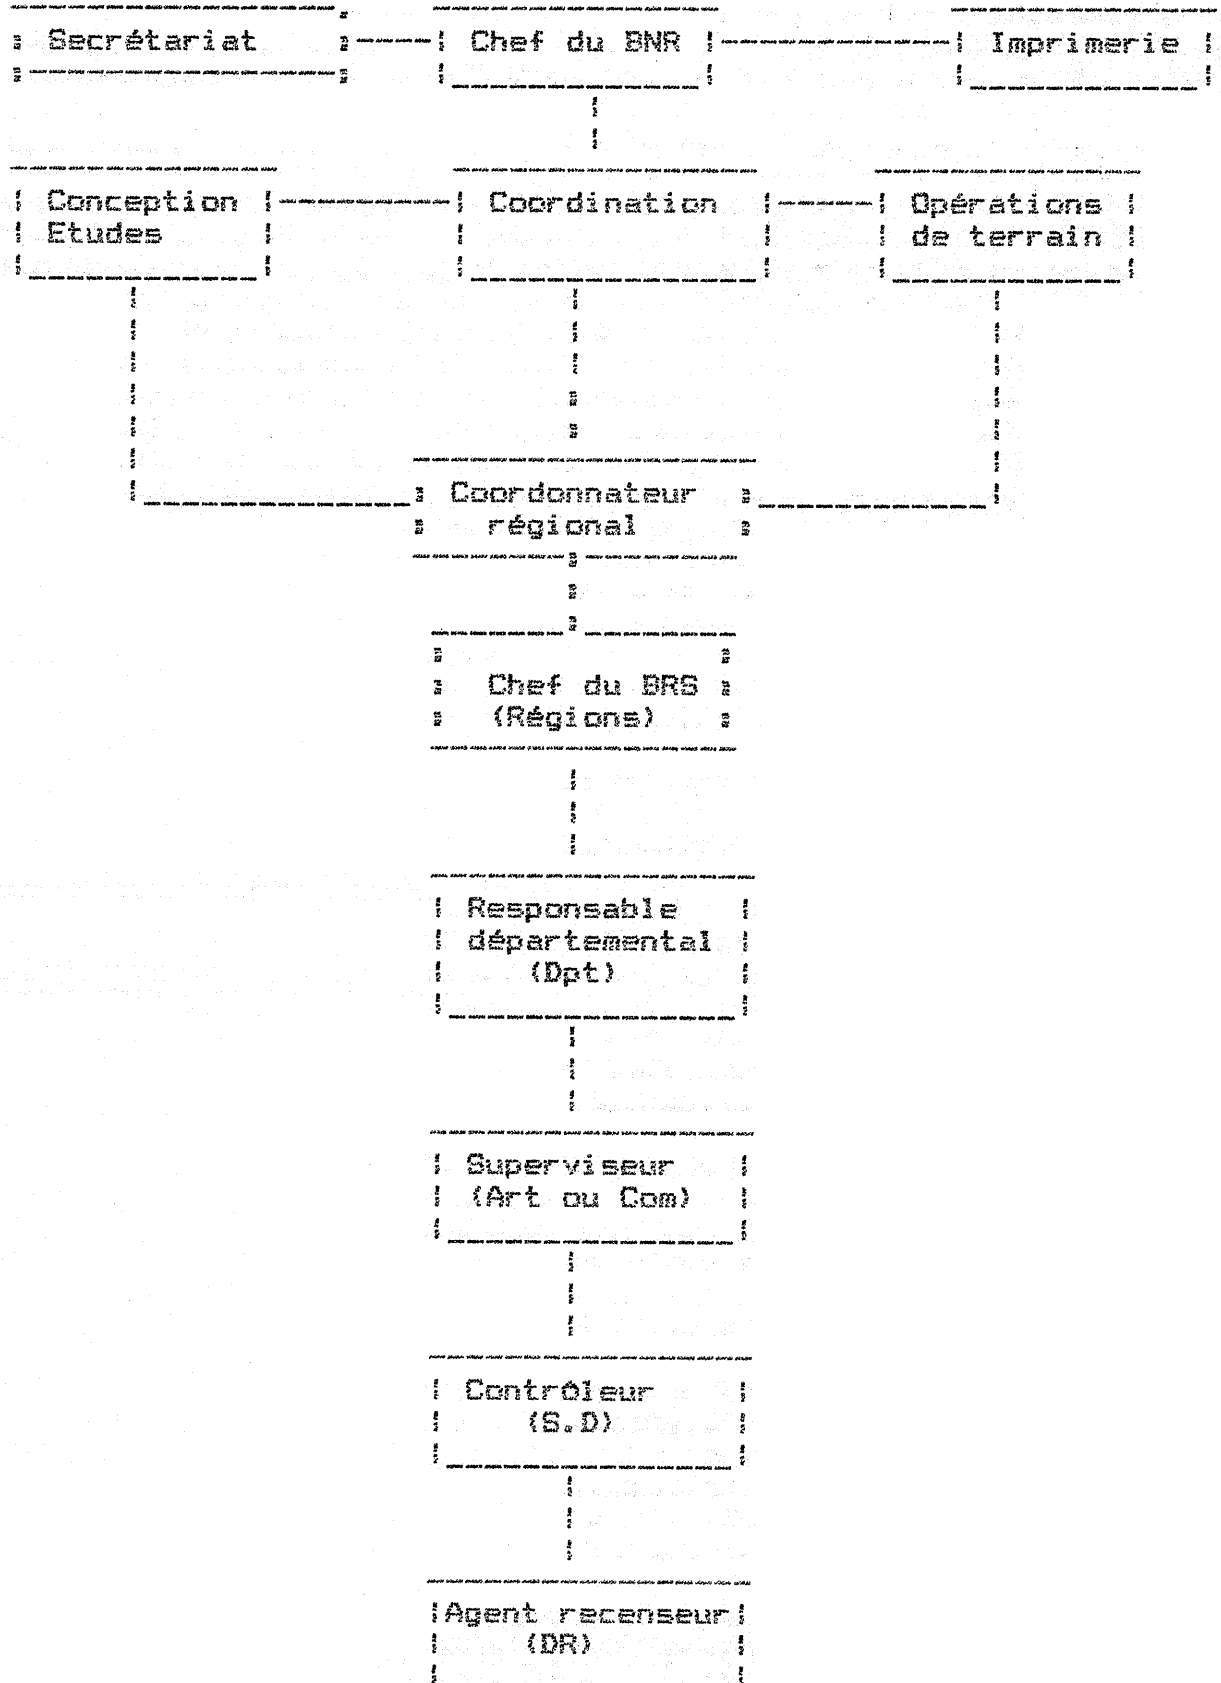 Secrétariat Chef du BNR Imprimerie
Conception Coordination Opérations
Etudes de terrain
Coordonnateur
régional
Chef du BRS
(Régions)
Responsable
départemental
(Dpt)
Superviseur
(Art ou Com)
Contrôleur
(S.D)
Agent recenseur
(DR)